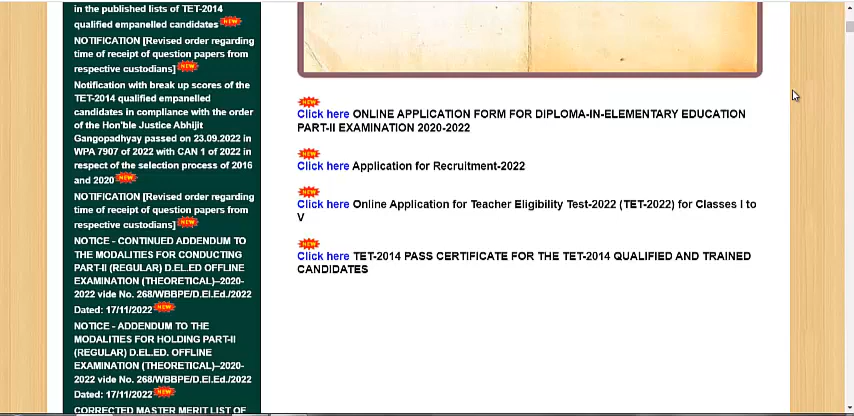 in the published lists of TET-2014
qualified empanelled candidates NEW
NOTIFICATION [Revised order regarding
time of receipt of question papers from
respective custodians] NEW
Notification with break up scores of the
TET-2014 qualified empanelled
candidates in compliance with the order
of the Hon'ble Justice Abhijit
Gangopadhyay passed on 23.09.2022 in
WPA 7907 of 2022 with CAN 1 of 2022 in
respect of the selection process of 2016
and 2020 NEW
NOTIFICATION [Revised order regarding
time of receipt of question papers from
respective custodians] NEW
NOTICE - CONTINUED ADDENDUM TO
THE MODALITIES FOR CONDUCTING
PART-II (REGULAR) D.EL.ED OFFLINE
EXAMINATION (THEORETICAL)–2020-
2022 vide No. 268/WBBPE/D.El.Ed./2022
Dated: 17/11/2022 NEW
NOTICE - ADDENDUM TO THE
MODALITIES FOR HOLDING PART-II
(REGULAR) D.EL.ED. OFFLINE
EXAMINATION (THEORETICAL)–2020-
2022 vide No. 268/WBBPE/D.El.Ed./2022
Dated: 17/11/2022 NEW
CORRECTED MASTER MERIT LIST OF
NEW
Click here ONLINE APPLICATION FORM FOR DIPLOMA-IN-ELEMENTARY EDUCATION
PART-II EXAMINATION 2020-2022
NEW
Click here Application for Recruitment-2022
NEW
Click here Online Application for Teacher Eligibility Test-2022 (TET-2022) for Classes I to
V
NEW
Click here TET-2014 PASS CERTIFICATE FOR THE TET-2014 QUALIFIED AND TRAINED
CANDIDATES